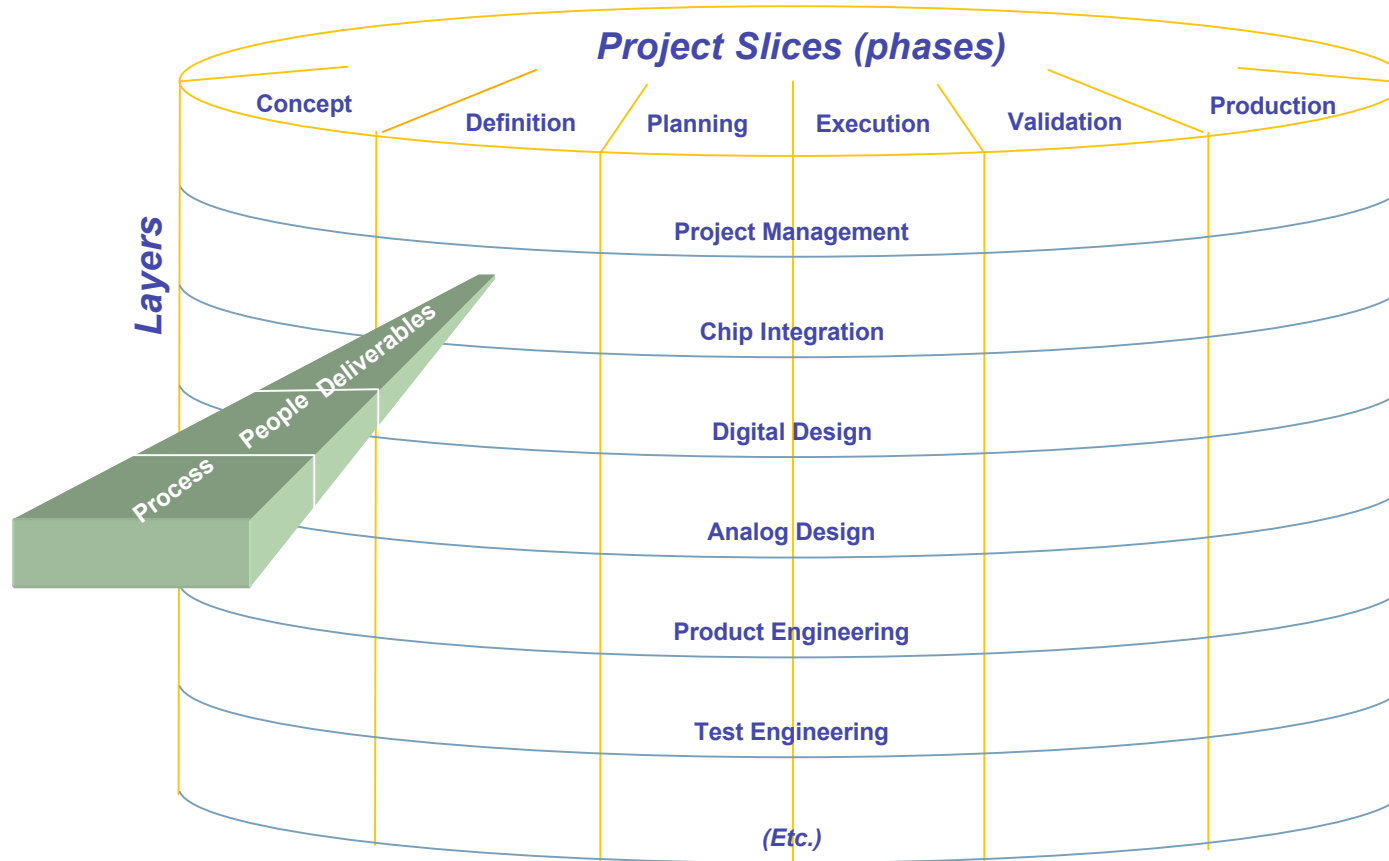 Project Slices (phases)
Concept
Definition
Planning
Execution
Validation
Production
Layers
Project Management
Chip Integration
Digital Design
Analog Design
Product Engineering
Test Engineering
(Etc.)
Process People Deliverables